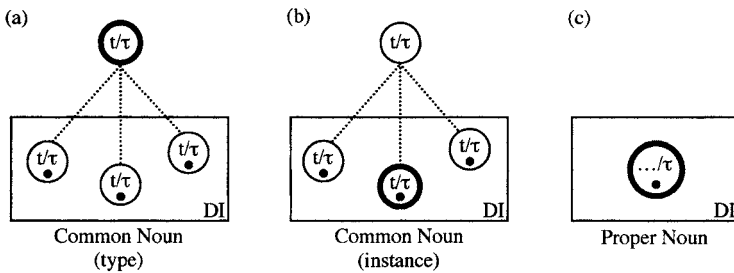 (a)
(b)
(c)
t/τ
t/τ
t/τ
t/τ
t/τ
t/τ
t/τ
t/τ
.../τ
DI
DI
DI
Common Noun
(type)
Common Noun
(instance)
Proper Noun